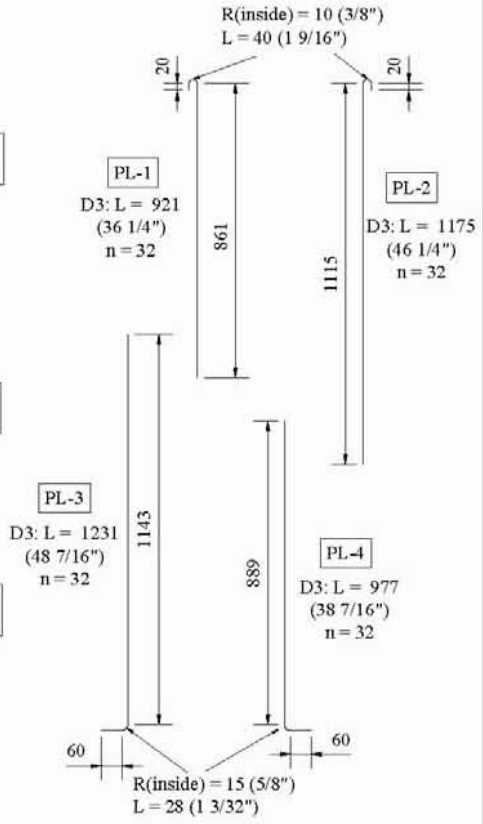 R(inside) = 10 (3/8")
L = 40 (1 9/16")
20
20
PL-1
D3: L = 921
(36 1/4")
n = 32
861
1115
PL-2
D3: L = 1175
(46 1/4")
n = 32
PL-3
D3: L = 1231
(48 7/16")
n = 32
1143
889
PL-4
D3: L = 977
(38 7/16")
n = 32
60
60
R(inside) = 15 (5/8")
L = 28 (1 3/32")